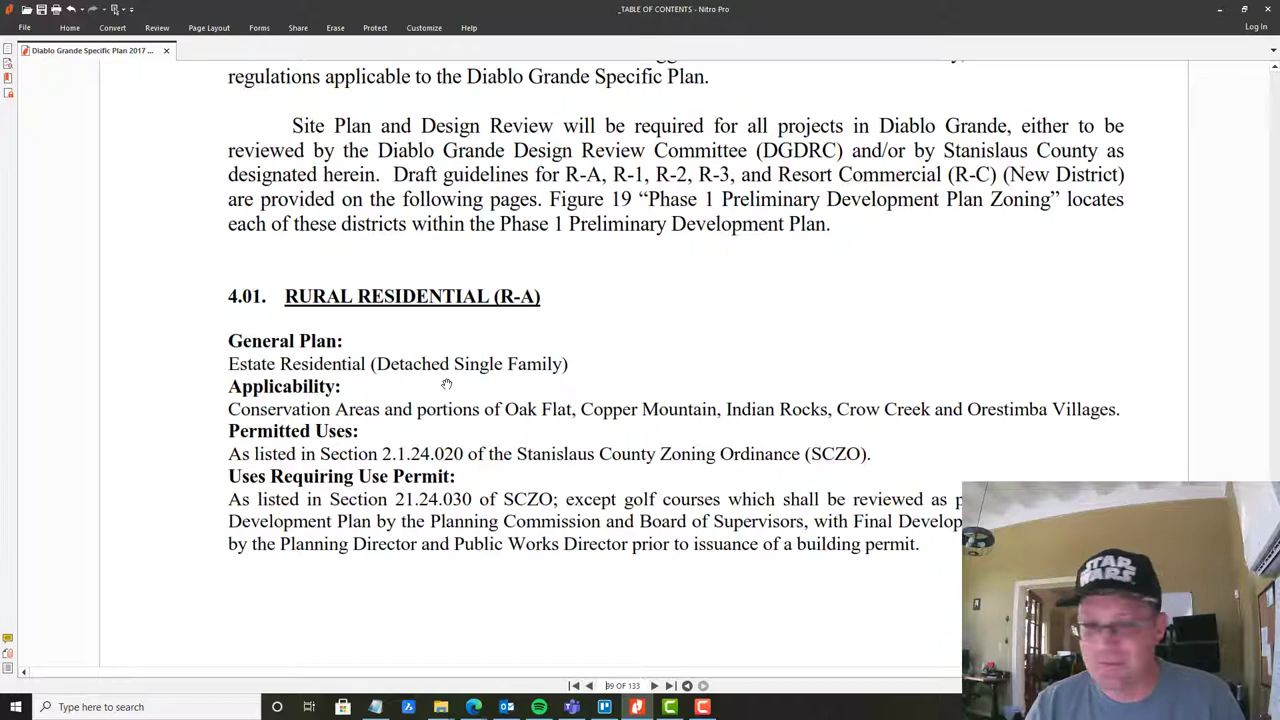 _TABLE OF CONTENTS - Nitro Pro
File Home Convert Review Page Layout Forms Share Erase Protect Customize Help
Log In
Diablo Grande Specific Plan 2017 ...
regulations applicable to the Diablo Grande Specific Plan.
Site Plan and Design Review will be required for all projects in Diablo Grande, either to be
reviewed by the Diablo Grande Design Review Committee (DGDRC) and/or by Stanislaus County as
designated herein. Draft guidelines for R-A, R-1, R-2, R-3, and Resort Commercial (R-C) (New District)
are provided on the following pages. Figure 19 “Phase 1 Preliminary Development Plan Zoning” locates
each of these districts within the Phase 1 Preliminary Development Plan.
4.01. RURAL RESIDENTIAL (R-A)
General Plan:
Estate Residential (Detached Single Family)
Applicability:
Conservation Areas and portions of Oak Flat, Copper Mountain, Indian Rocks, Crow Creek and Orestimba Villages.
Permitted Uses:
As listed in Section 2.1.24.020 of the Stanislaus County Zoning Ordinance (SCZO).
Uses Requiring Use Permit:
As listed in Section 21.24.030 of SCZO; except golf courses which shall be reviewed as p
Development Plan by the Planning Commission and Board of Supervisors, with Final Develop
by the Planning Director and Public Works Director prior to issuance of a building permit.
STAR
WARS
99 OF 133
Type here to search